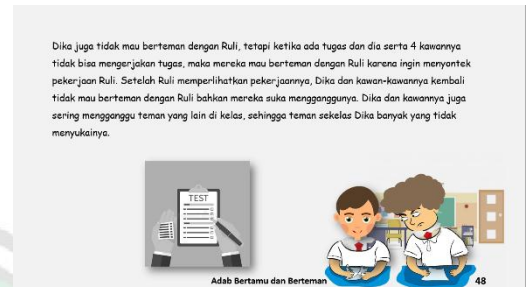 Dika juga tidak mau berteman dengan Ruli, tetapi ketika ada tugas dan dia serta 4 kawannya
tidak bisa mengerjakan tugas, maka mereka mau berteman dengan Ruli karena ingin menyontek
pekerjaan Ruli. Setelah Ruli memperlihatkan pekerjaannya, Dika dan kawan-kawannya kembali
tidak mau berteman dengan Ruli bahkan mereka suka mengganggunya. Dika dan kawannya juga
sering mengganggu teman yang lain di kelas, sehingga teman sekelas Dika banyak yang tidak
menyukainya.
TEST
Adab Bertamu dan Berteman
48